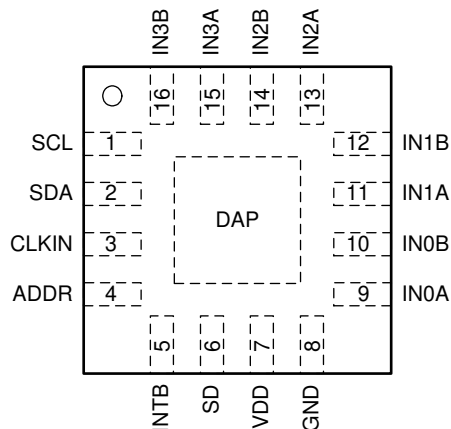 IN3B IN3A IN2B IN2A
16 15 14 13
SCL 1 12 IN1B
SDA 2 11 IN1A
DAP
CLKIN 3 10 IN0B
ADDR 4 9 IN0A
5 6 7 8
INTB SD VDD GND